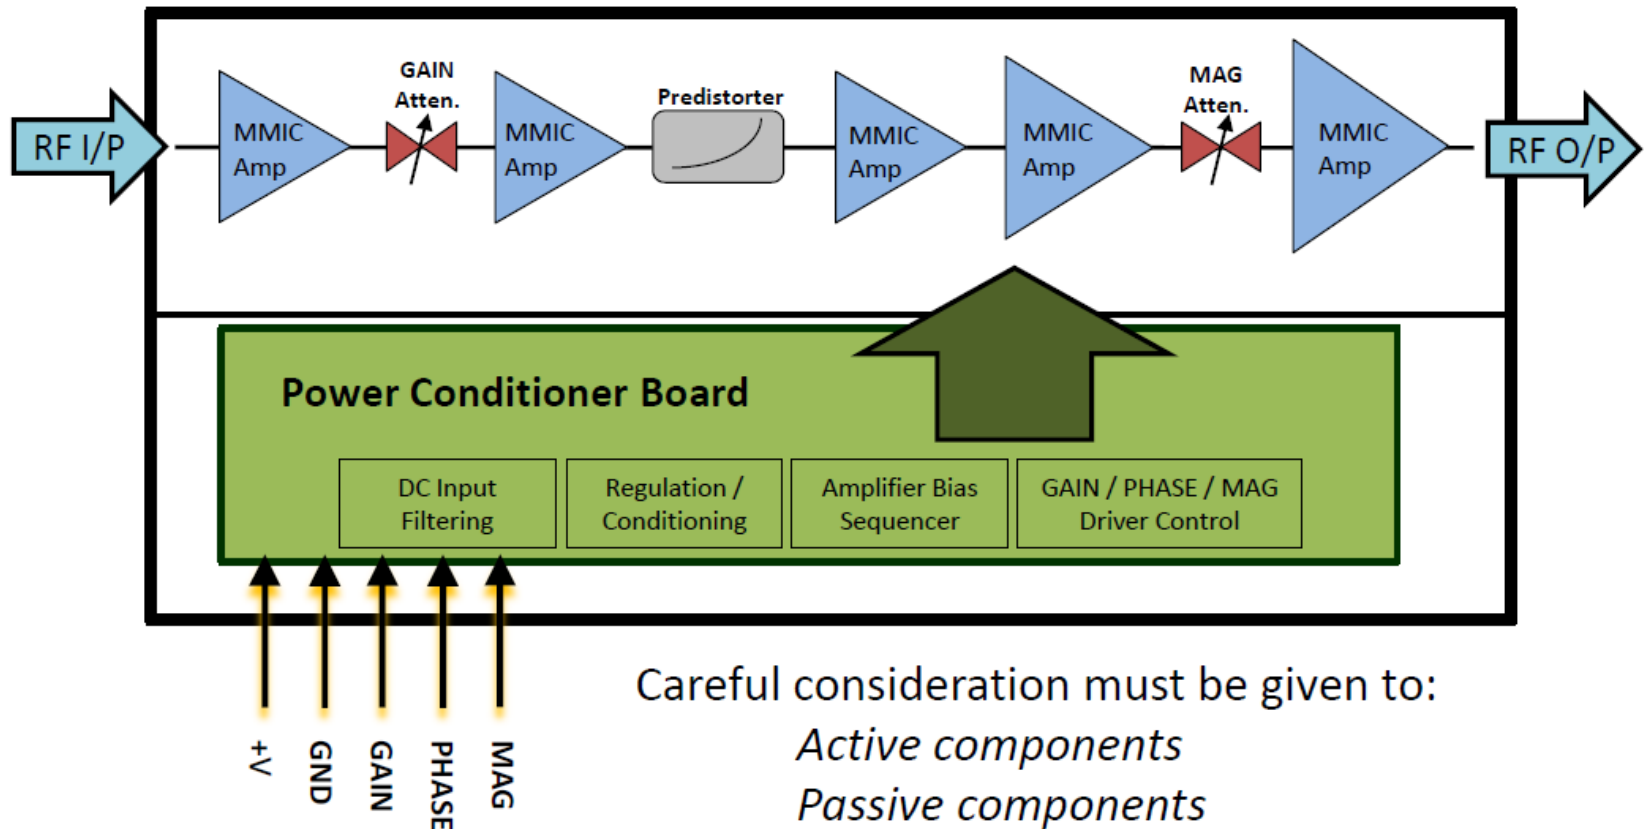 GAIN
Atten.
MAG
Atten.
Predistorter
RF I/P
MMIC
Amp
MMIC
Amp
MMIC
Amp
MMIC
Amp
MMIC
Amp
RF O/P
Power Conditioner Board
DC Input
Filtering
Regulation /
Conditioning
Amplifier Bias
Sequencer
GAIN / PHASE / MAG
Driver Control
+V
GND
GAIN
PHASE
MAG
Careful consideration must be given to:
Active components
Passive components